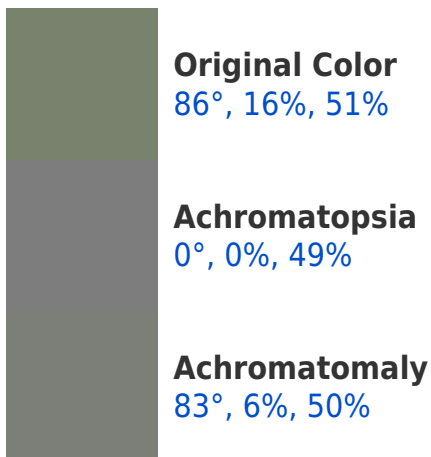 Original Color
86°, 16%, 51%
Achromatopsia
0°, 0%, 49%
Achromatomaly
83°, 6%, 50%